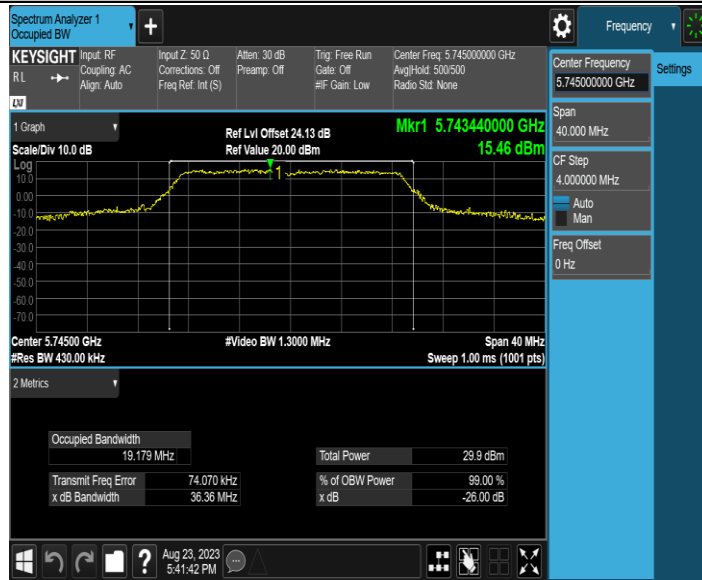 Spectrum Analyzer 1
Occupied BW
+
Frequency
KEYSIGHT
RL
LXI
Input: RF
Coupling: AC
Align: Auto
Input Z: 50 Ω
Corrections: Off
Freq Ref: Int (S)
Atten: 30 dB
Preamp: Off
Trig: Free Run
Gate: Off
#IF Gain: Low
Center Freq: 5.745000000 GHz
Avg|Hold: 500/500
Radio Std: None
Center Frequency
5.745000000 GHz
Settings
Span
40.000 MHz
CF Step
4.000000 MHz
Auto
Man
Freq Offset
0 Hz
1 Graph
Scale/Div 10.0 dB
Ref Lvl Offset 24.13 dB
Ref Value 20.00 dBm
Mkr1 5.743440000 GHz
15.46 dBm
Log
10.0
0.00
-10.0
-20.0
-30.0
-40.0
-50.0
-60.0
-70.0
1
Center 5.74500 GHz
#Res BW 430.00 kHz
#Video BW 1.3000 MHz
Span 40 MHz
Sweep 1.00 ms (1001 pts)
2 Metrics
Occupied Bandwidth
19.179 MHz
Total Power 29.9 dBm
Transmit Freq Error 74.070 kHz
x dB Bandwidth 36.36 MHz
% of OBW Power 99.00 %
x dB -26.00 dB
?
Aug 23, 2023
5:41:42 PM